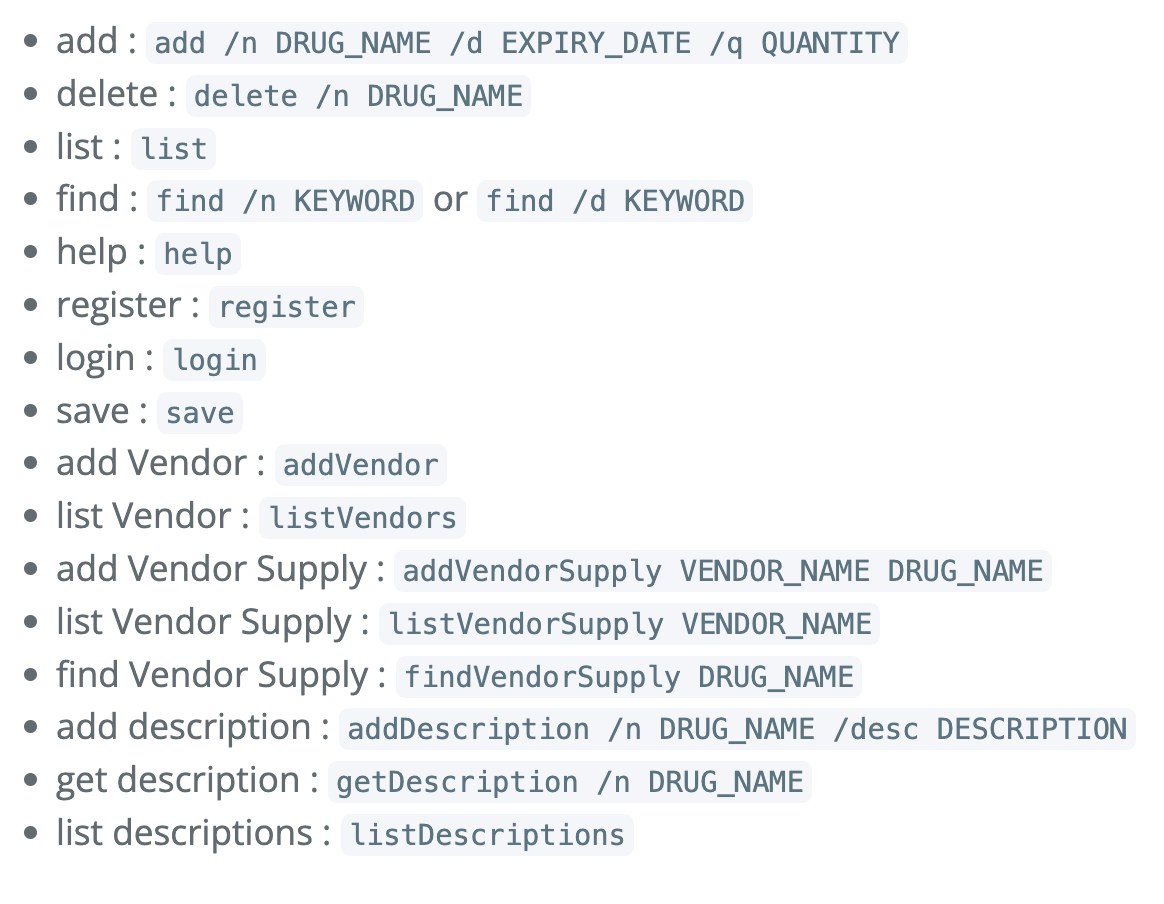 • add : add /n DRUG_NAME /d EXPIRY_DATE /q QUANTITY
• delete : delete /n DRUG_NAME
• list : list
• find : find /n KEYWORD or find /d KEYWORD
• help : help
• register : register
• login : login
• save : save
• add Vendor : addVendor
• list Vendor : listVendors
• add Vendor Supply : addVendorSupply VENDOR_NAME DRUG_NAME
• list Vendor Supply : listVendorSupply VENDOR_NAME
• find Vendor Supply : findVendorSupply DRUG_NAME
• add description : addDescription /n DRUG_NAME /desc DESCRIPTION
• get description : getDescription /n DRUG_NAME
• list descriptions : listDescriptions